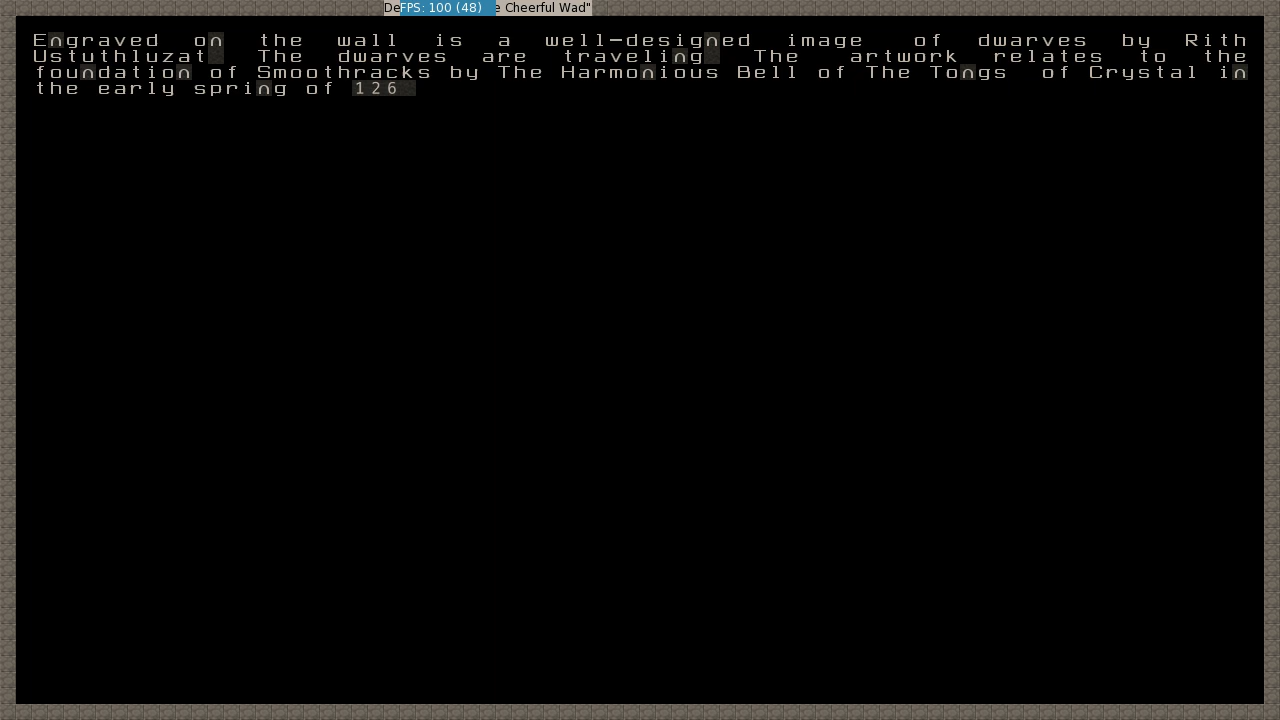 DeFPS: 100 (48) e Cheerful Wad"
Engraved on the wall is a well-designed image of dwarves by Rith
Ustuthluzat The dwarves are traveling The artwork relates to the
foundation of Smoothracks by The Harmonious Bell of The Tongs of Crystal in
the early spring of 126